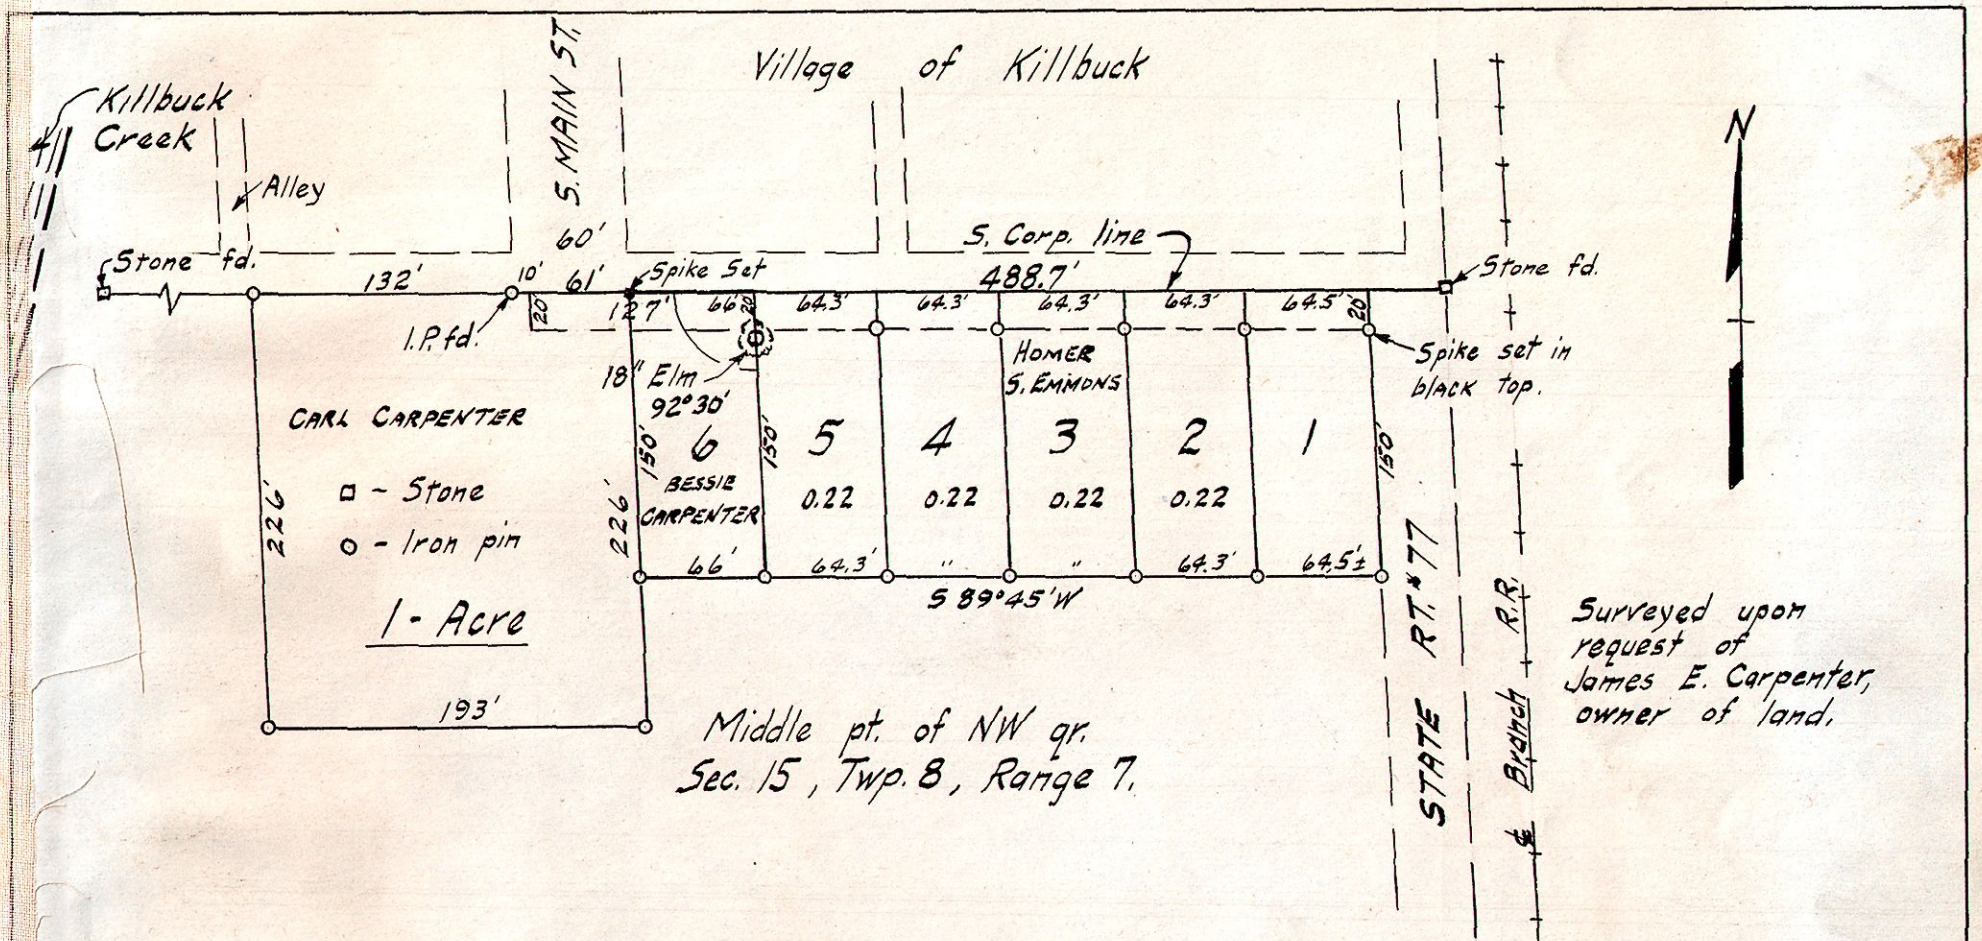 Village of Killbuck
S. MAIN ST.
Killbuck
Creek
Alley
N
60'
S. Corp. line
Stone fd.
132'
10'
61'
Spike Set
488.7'
Stone fd.
20'
127'
66'
20'
64.3'
64.3'
64.3'
64.3'
64.5'
20'
I.P. fd.
18" Elm
92°30'
HOMER
S. EMMONS
Spike set in
black top.
CARL CARPENTER
□ - Stone
○ - Iron pin
226'
1 - Acre
193'
226'
150'
6
BESSIE
CARPENTER
150'
5
0.22
4
0.22
3
0.22
2
0.22
1
150'
66'
64.3'
"
"
64.3'
64.5'±
S 89°45'W
STATE RT. #77
℄ Branch R.R.
Surveyed upon
request of
James E. Carpenter,
owner of land.
Middle pt. of NW qr.
Sec. 15, Twp. 8, Range 7.